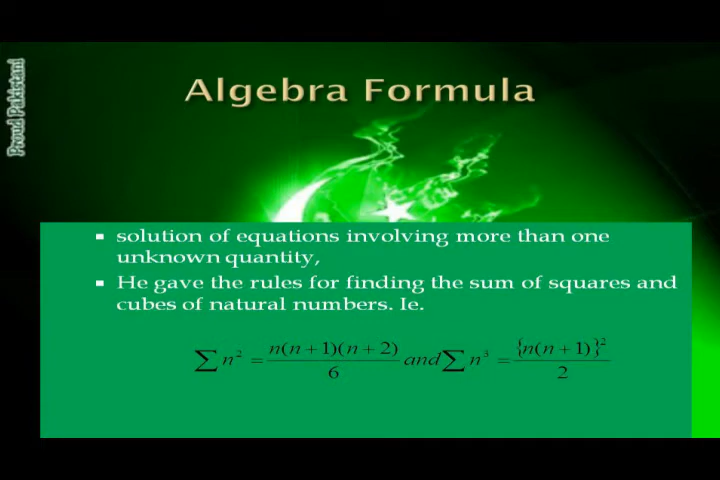 Proud Pakistani
Algebra Formula
solution of equations involving more than one
unknown quantity,
He gave the rules for finding the sum of squares and
cubes of natural numbers. Ie.
∑ n² = n(n + 1)(n + 2) / 6 and ∑ n³ = {n(n + 1)}² / 2